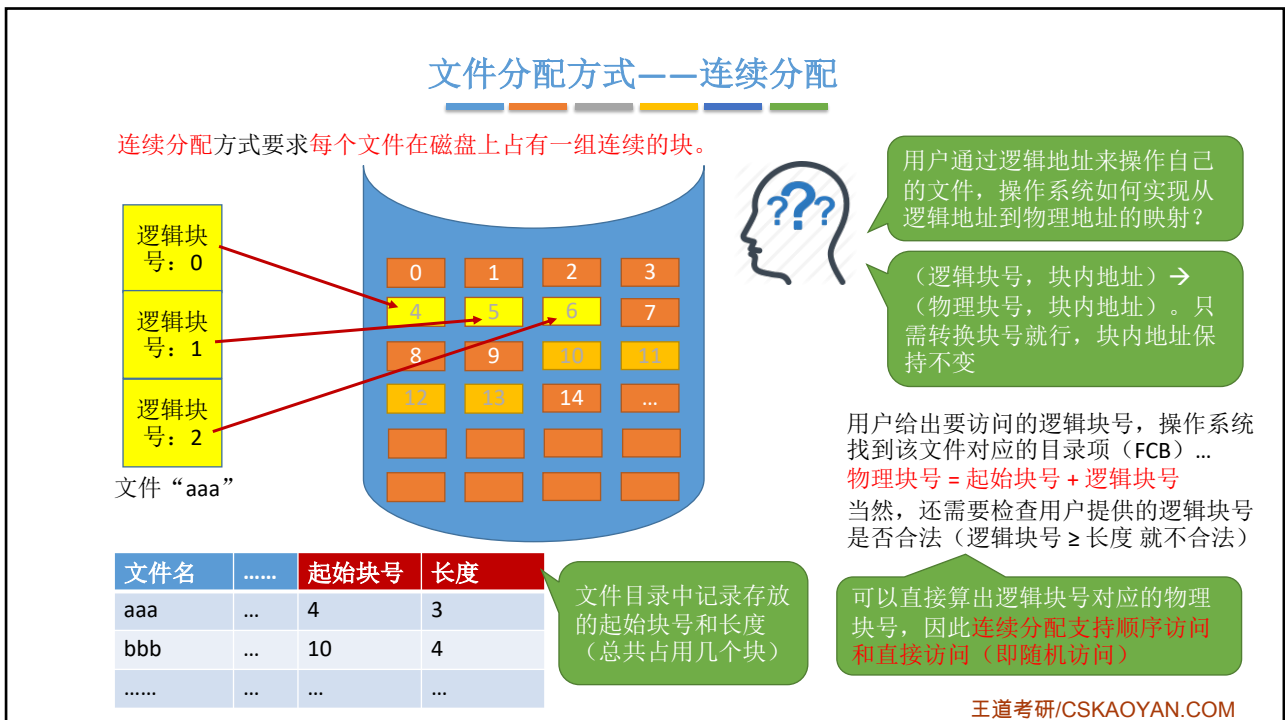 文件分配方式——连续分配
连续分配方式要求每个文件在磁盘上占有一组连续的块。
逻辑块
号：0
逻辑块
号：1
逻辑块
号：2
文件“aaa”
0 1 2 3
4 5 6 7
8 9 10 11
12 13 14 ...
???
用户通过逻辑地址来操作自己
的文件，操作系统如何实现从
逻辑地址到物理地址的映射？
（逻辑块号，块内地址）→
（物理块号，块内地址）。只
需转换块号就行，块内地址保
持不变
用户给出要访问的逻辑块号，操作系统
找到该文件对应的目录项（FCB）...
物理块号 = 起始块号 + 逻辑块号
当然，还需要检查用户提供的逻辑块号
是否合法（逻辑块号 ≥ 长度 就不合法）
文件名 ...... 起始块号 长度
aaa ... 4 3
bbb ... 10 4
...... ... ... ...
文件目录中记录存放
的起始块号和长度
（总共占用几个块）
可以直接算出逻辑块号对应的物理
块号，因此连续分配支持顺序访问
和直接访问（即随机访问）
王道考研/CSKAOYAN.COM